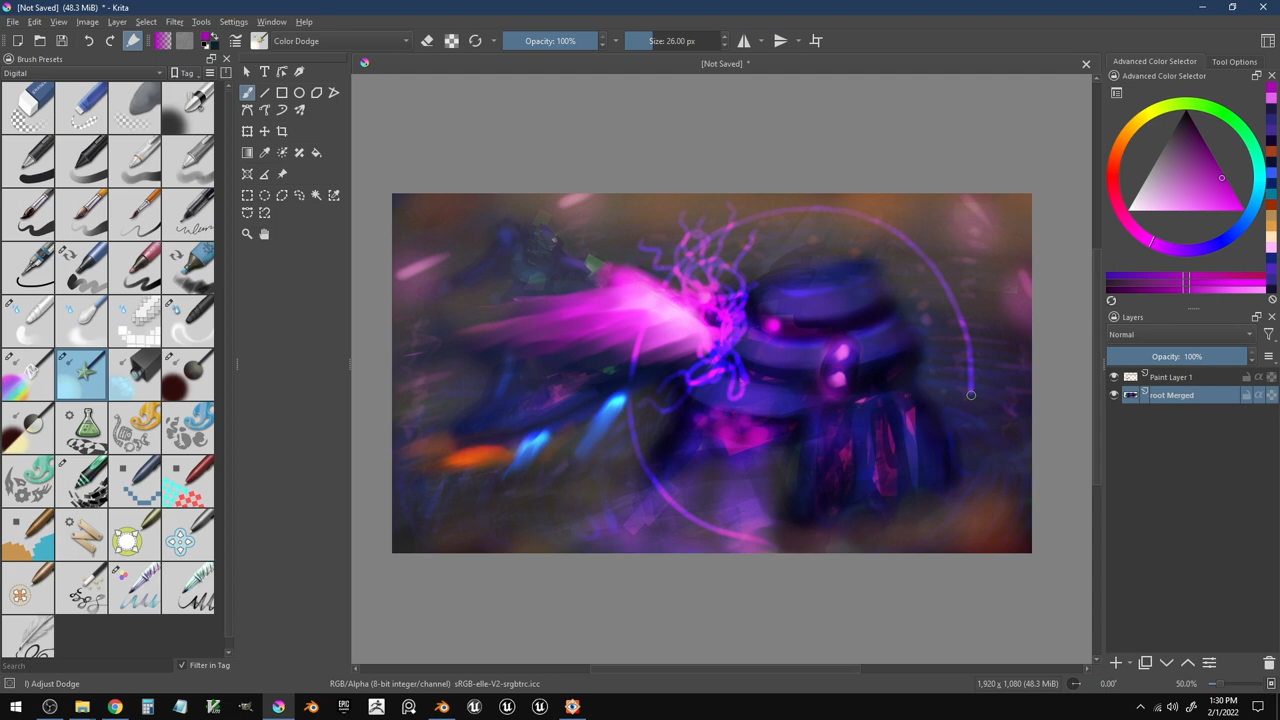 [Not Saved] (48.3 MiB) * - Krita
File Edit View Image Layer Select Filter Tools Settings Window Help
Color Dodge
Opacity: 100%
Size: 26.00 px
Brush Presets
[Not Saved] *
Advanced Color Selector Tool Options
Digital
Tag
Advanced Color Selector
Layers
Normal
Opacity: 100%
Paint Layer 1
root Merged
Search
Filter in Tag
I) Adjust Dodge
RGB/Alpha (8-bit integer/channel) sRGB-elle-V2-srgbtrc.icc
1,920 x 1,080 (48.3 MiB)
0.00°
50.0%
EPIC
1:30 PM
2/1/2022